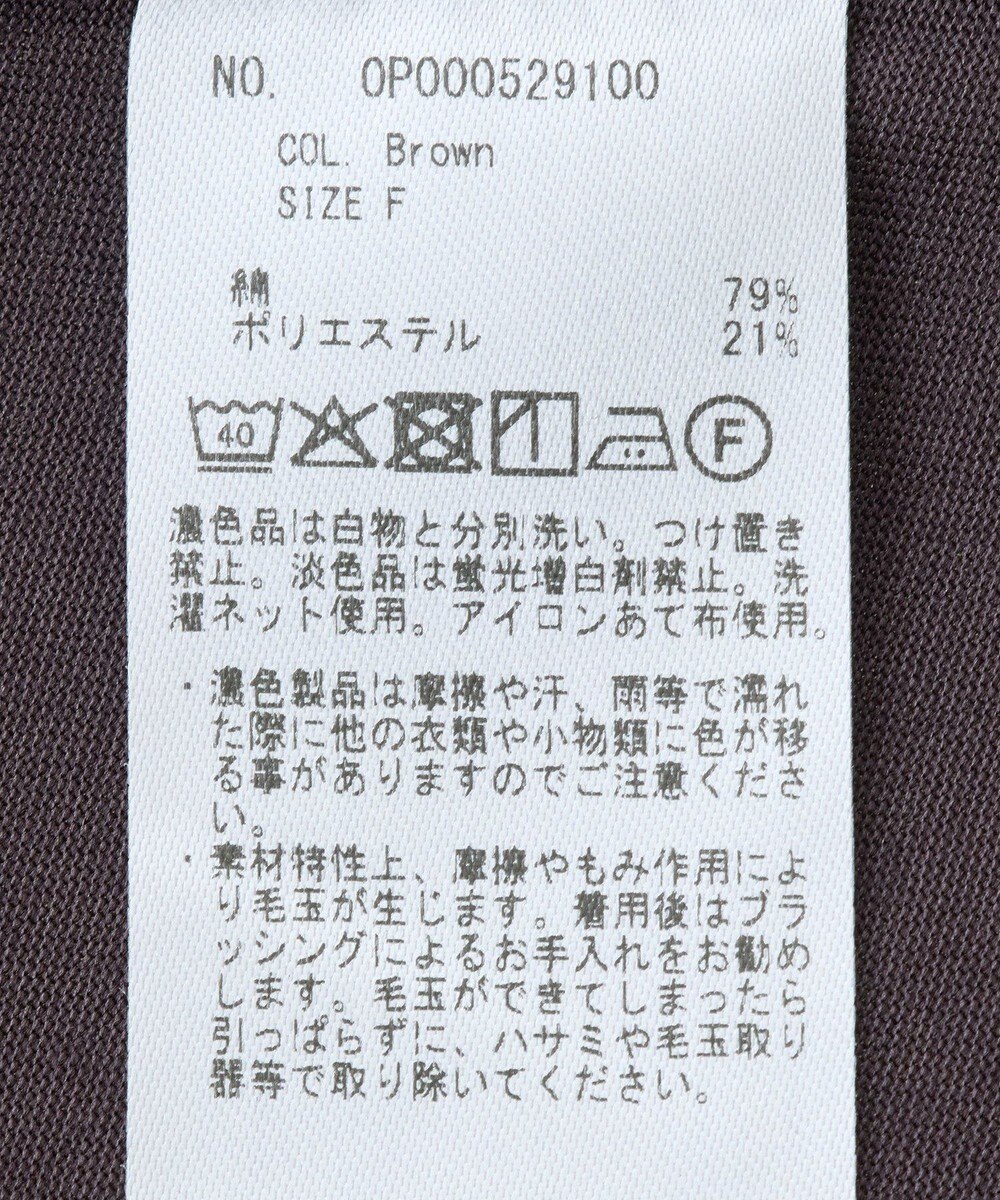 NO. OP000529100
COL. Brown
SIZE F
綿 79%
ポリエステル 21%
40 F
濃色品は白物と分別洗い。つけ置き
禁止。淡色品は蛍光増白剤禁止。洗
濯ネット使用。アイロンあて布使用。
・濃色製品は摩擦や汗、雨等で濡れ
た際に他の衣類や小物類に色が移
る事がありますのでご注意くださ
い。
・素材特性上、摩擦やもみ作用によ
り毛玉が生じます。着用後はブラ
ッシングによるお手入れをお勧め
します。毛玉ができてしまったら
引っぱらずに、ハサミや毛玉取り
器等で取り除いてください。